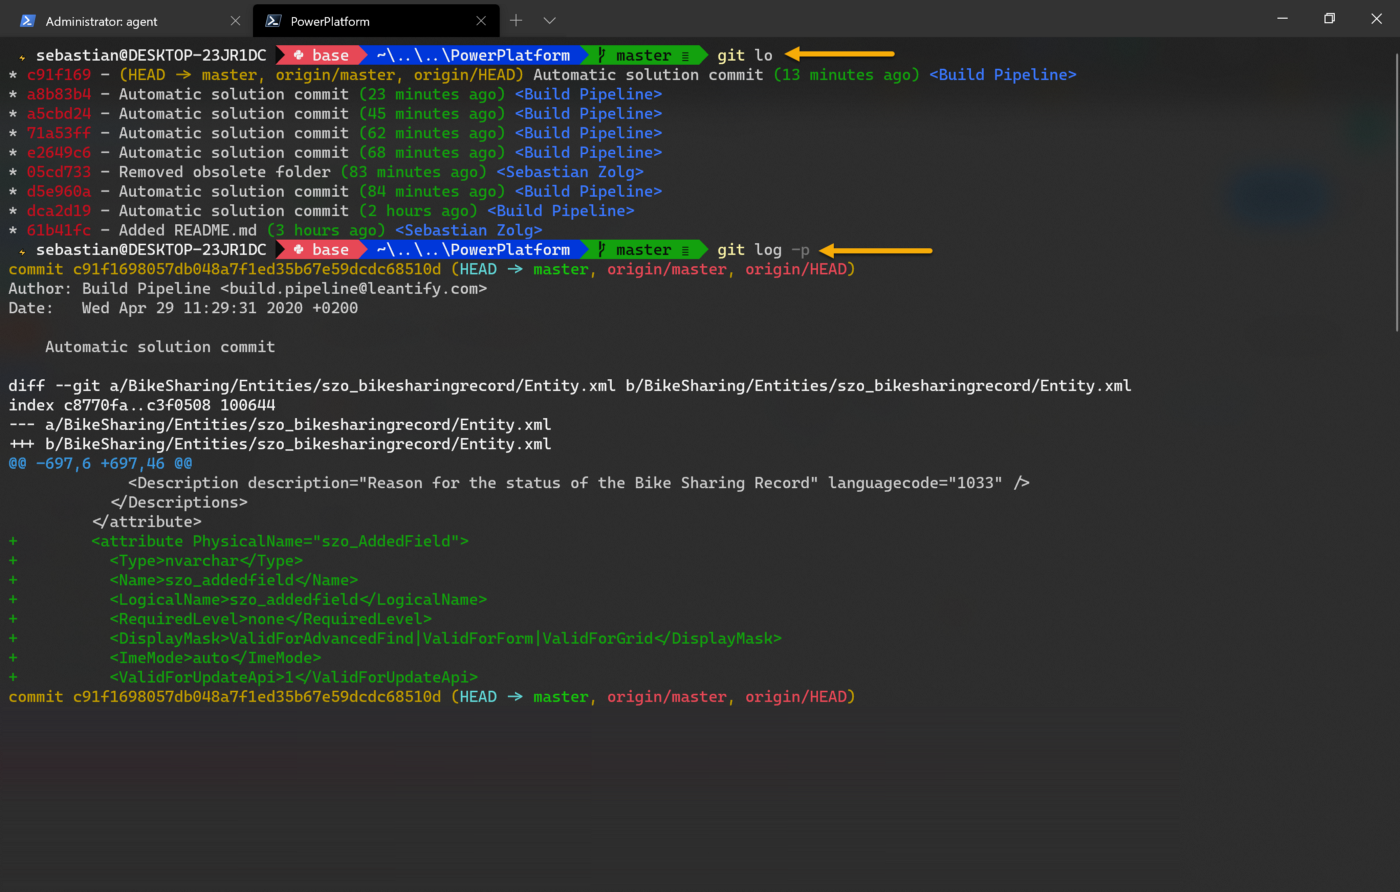 Administrator: agent
PowerPlatform
sebastian@DESKTOP-23JR1DC base ~\..\..\PowerPlatform master ≡ git lo
* c91f169 - (HEAD → master, origin/master, origin/HEAD) Automatic solution commit (13 minutes ago) <Build Pipeline>
* a8b83b4 - Automatic solution commit (23 minutes ago) <Build Pipeline>
* a5cbd24 - Automatic solution commit (45 minutes ago) <Build Pipeline>
* 71a53ff - Automatic solution commit (62 minutes ago) <Build Pipeline>
* e2649c6 - Automatic solution commit (68 minutes ago) <Build Pipeline>
* 05cd733 - Removed obsolete folder (83 minutes ago) <Sebastian Zolg>
* d5e960a - Automatic solution commit (84 minutes ago) <Build Pipeline>
* dca2d19 - Automatic solution commit (2 hours ago) <Build Pipeline>
* 61b41fc - Added README.md (3 hours ago) <Sebastian Zolg>
sebastian@DESKTOP-23JR1DC base ~\..\..\PowerPlatform master ≡ git log -p
commit c91f1698057db048a7f1ed35b67e59dcdc68510d (HEAD → master, origin/master, origin/HEAD)
Author: Build Pipeline <build.pipeline@leantify.com>
Date:   Wed Apr 29 11:29:31 2020 +0200
    Automatic solution commit
diff --git a/BikeSharing/Entities/szo_bikesharingrecord/Entity.xml b/BikeSharing/Entities/szo_bikesharingrecord/Entity.xml
index c8770fa..c3f0508 100644
--- a/BikeSharing/Entities/szo_bikesharingrecord/Entity.xml
+++ b/BikeSharing/Entities/szo_bikesharingrecord/Entity.xml
@@ -697,6 +697,46 @@
             <Description description="Reason for the status of the Bike Sharing Record" languagecode="1033" />
           </Descriptions>
         </attribute>
+        <attribute PhysicalName="szo_AddedField">
+          <Type>nvarchar</Type>
+          <Name>szo_addedfield</Name>
+          <LogicalName>szo_addedfield</LogicalName>
+          <RequiredLevel>none</RequiredLevel>
+          <DisplayMask>ValidForAdvancedFind|ValidForForm|ValidForGrid</DisplayMask>
+          <ImeMode>auto</ImeMode>
+          <ValidForUpdateApi>1</ValidForUpdateApi>
commit c91f1698057db048a7f1ed35b67e59dcdc68510d (HEAD → master, origin/master, origin/HEAD)